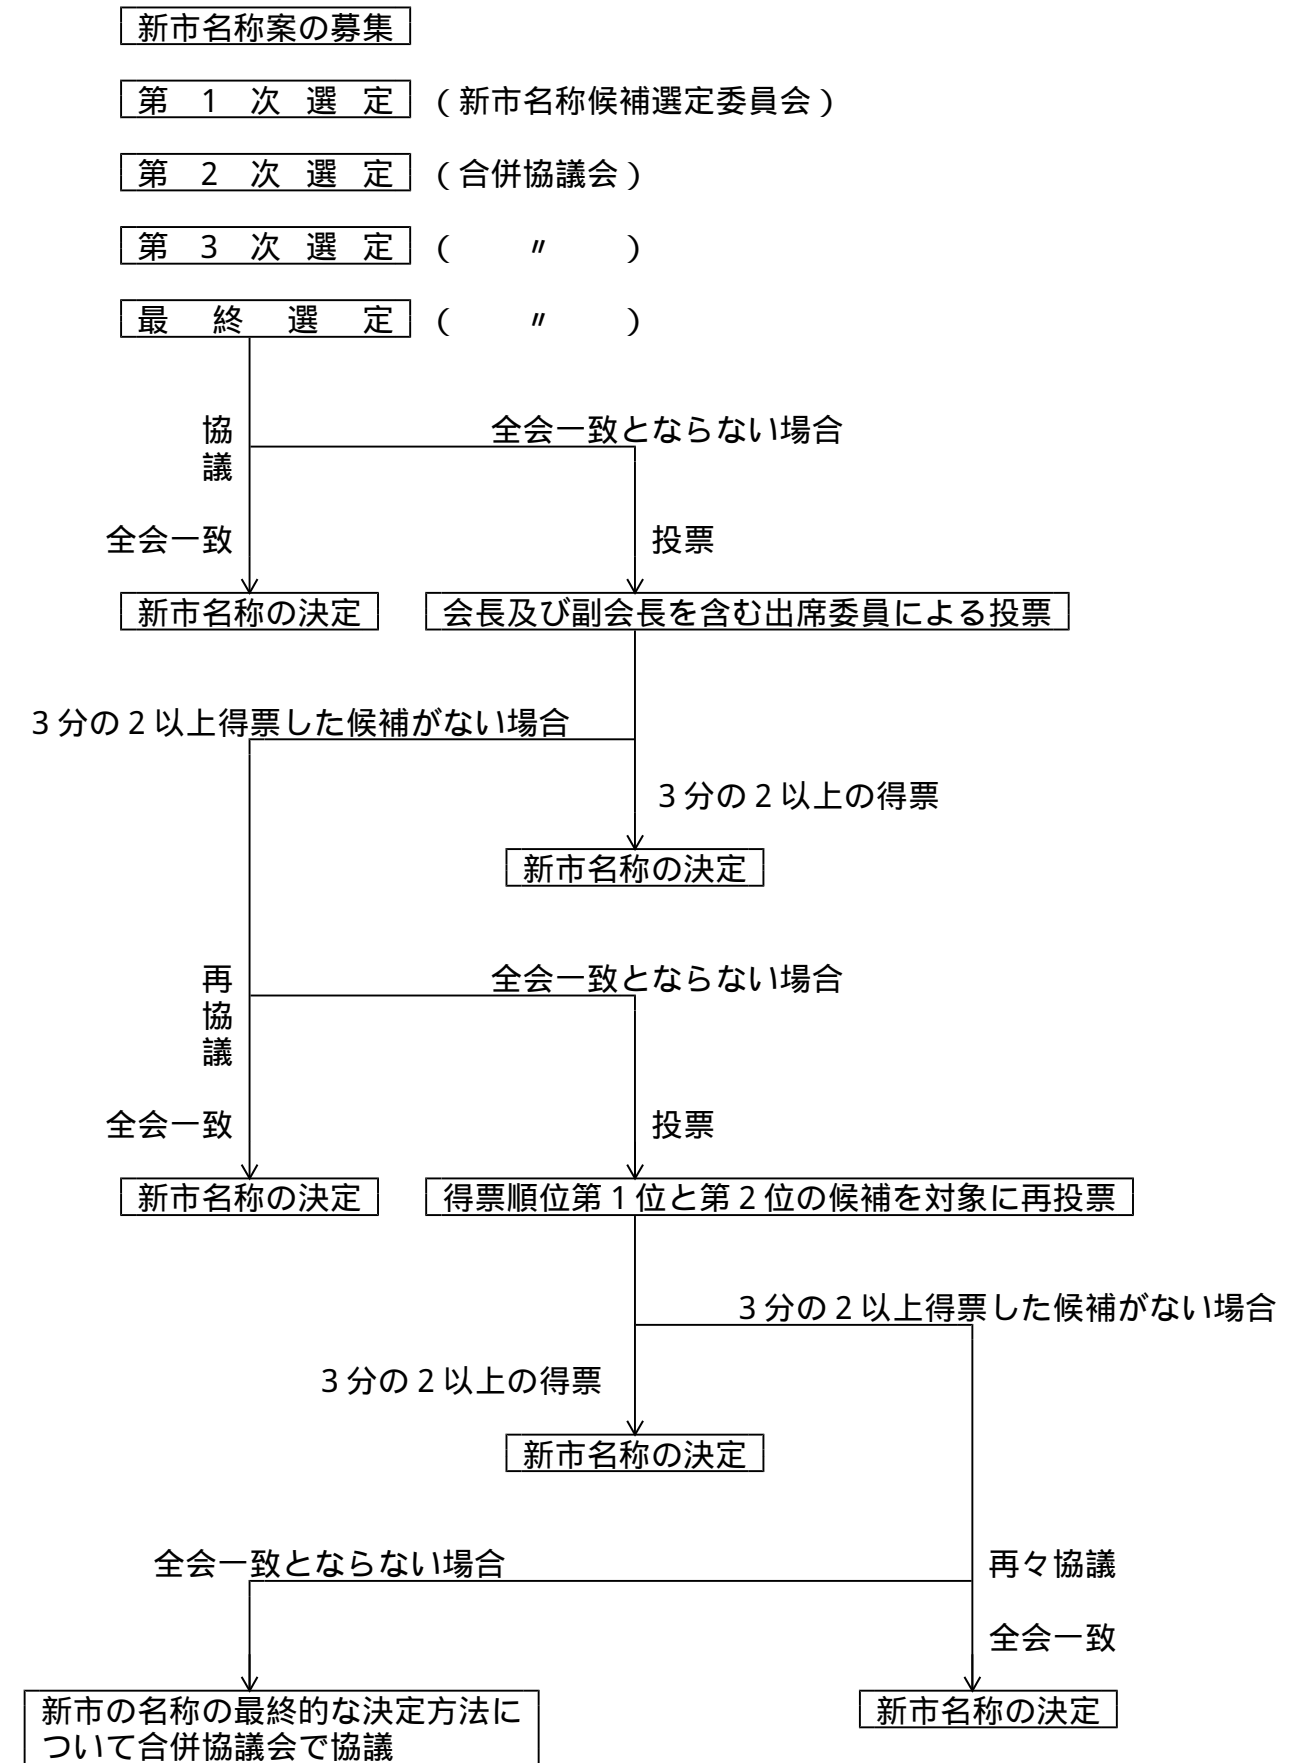 新市名称案の募集
第１次選定（新市名称候補選定委員会）
第２次選定（合併協議会）
第３次選定（〃）
最終選定（〃）
協議
全会一致とならない場合
全会一致
投票
新市名称の決定
会長及び副会長を含む出席委員による投票
３分の２以上得票した候補がない場合
３分の２以上の得票
新市名称の決定
再協議
全会一致とならない場合
全会一致
投票
新市名称の決定
得票順位第１位と第２位の候補を対象に再投票
３分の２以上得票した候補がない場合
３分の２以上の得票
新市名称の決定
全会一致とならない場合
再々協議
全会一致
新市の名称の最終的な決定方法に
ついて合併協議会で協議
新市名称の決定